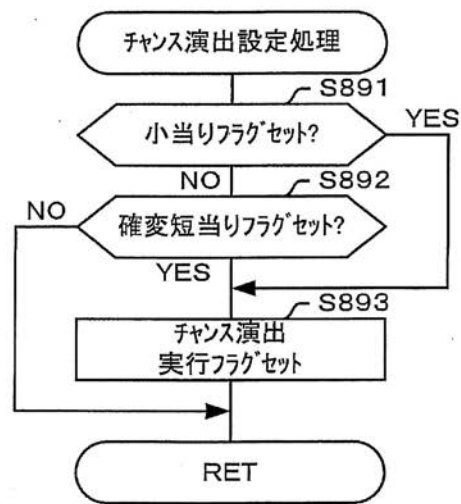 チャンス演出設定処理
S891
小当りフラグセット?
YES
NO
S892
NO
確変短当りフラグセット?
YES
S893
チャンス演出
実行フラグセット
RET